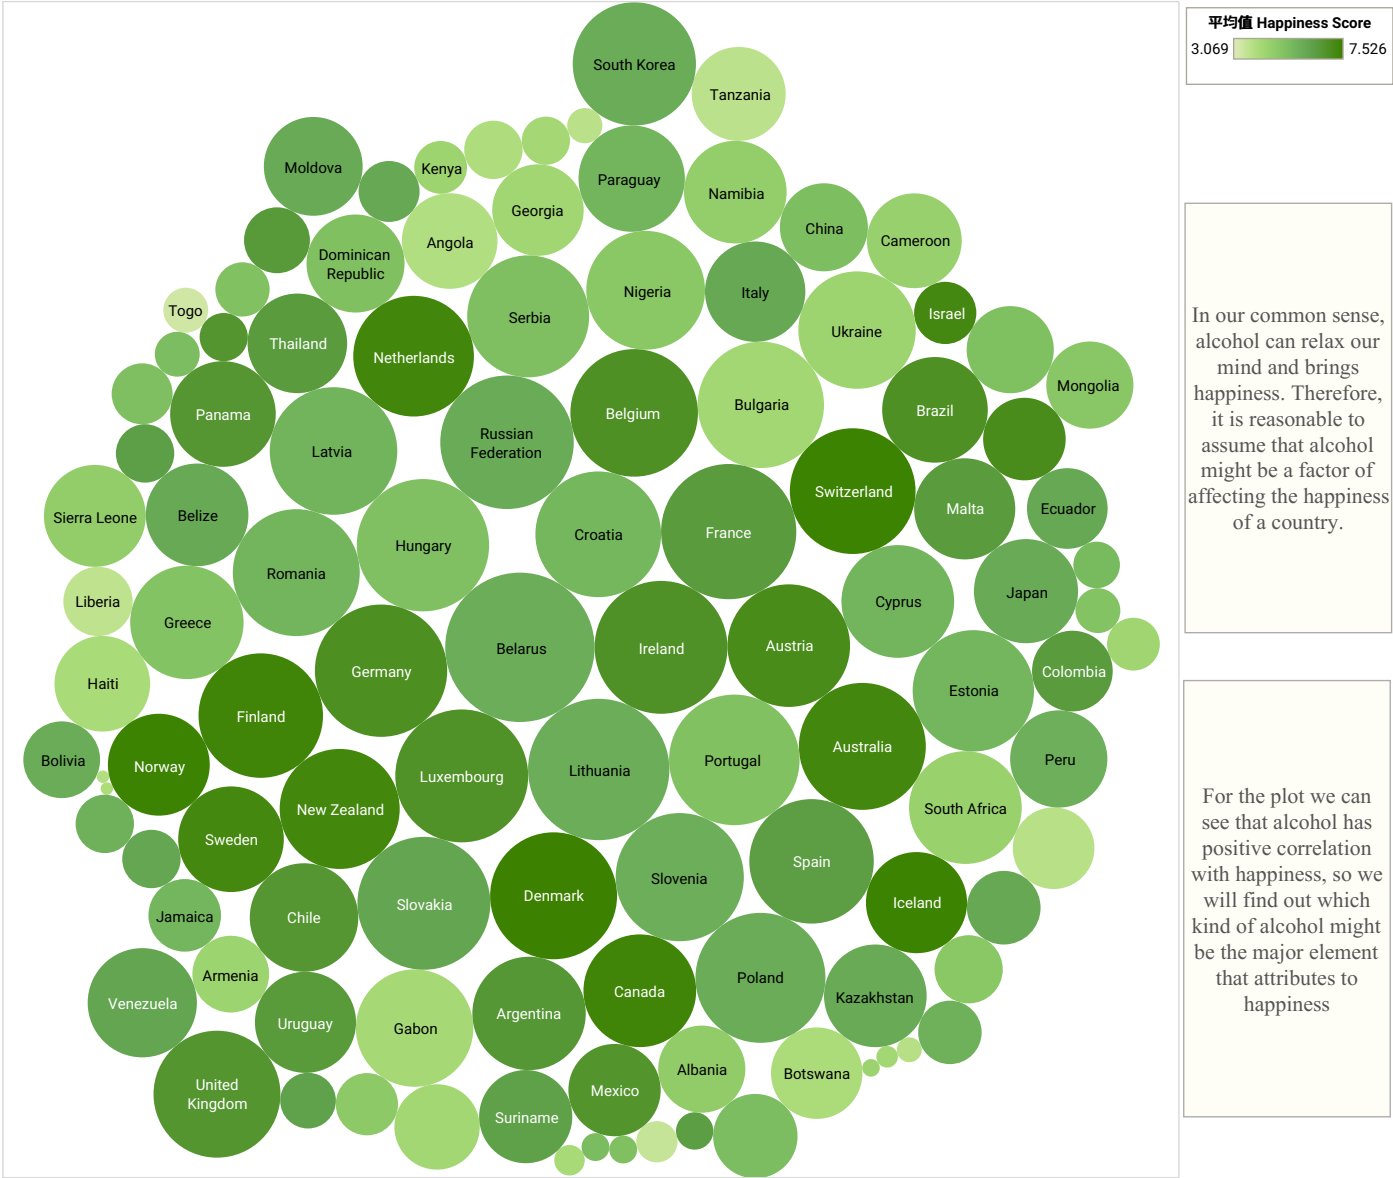 平均值 Happiness Score
3.069
7.526
South Korea
Tanzania
Moldova
Kenya
Paraguay
Namibia
Georgia
China
Cameroon
Angola
Dominican
Republic
Nigeria
Italy
Togo
Serbia
Israel
Ukraine
Thailand
Netherlands
Mongolia
Panama
Belgium
Bulgaria
Brazil
Latvia
Russian
Federation
Switzerland
Sierra Leone
Belize
Malta
Ecuador
Hungary
Croatia
France
Romania
Liberia
Greece
Cyprus
Japan
Belarus
Ireland
Austria
Germany
Colombia
Haiti
Estonia
Finland
Bolivia
Norway
Australia
Peru
Luxembourg
Lithuania
Portugal
New Zealand
South Africa
Sweden
Spain
Slovenia
Denmark
Slovakia
Iceland
Jamaica
Chile
Armenia
Poland
Canada
Kazakhstan
Venezuela
Uruguay
Gabon
Argentina
Albania
Botswana
United
Kingdom
Mexico
Suriname
In our common sense,
alcohol can relax our
mind and brings
happiness. Therefore,
it is reasonable to
assume that alcohol
might be a factor of
affecting the happiness
of a country.
For the plot we can
see that alcohol has
positive correlation
with happiness, so we
will find out which
kind of alcohol might
be the major element
that attributes to
happiness